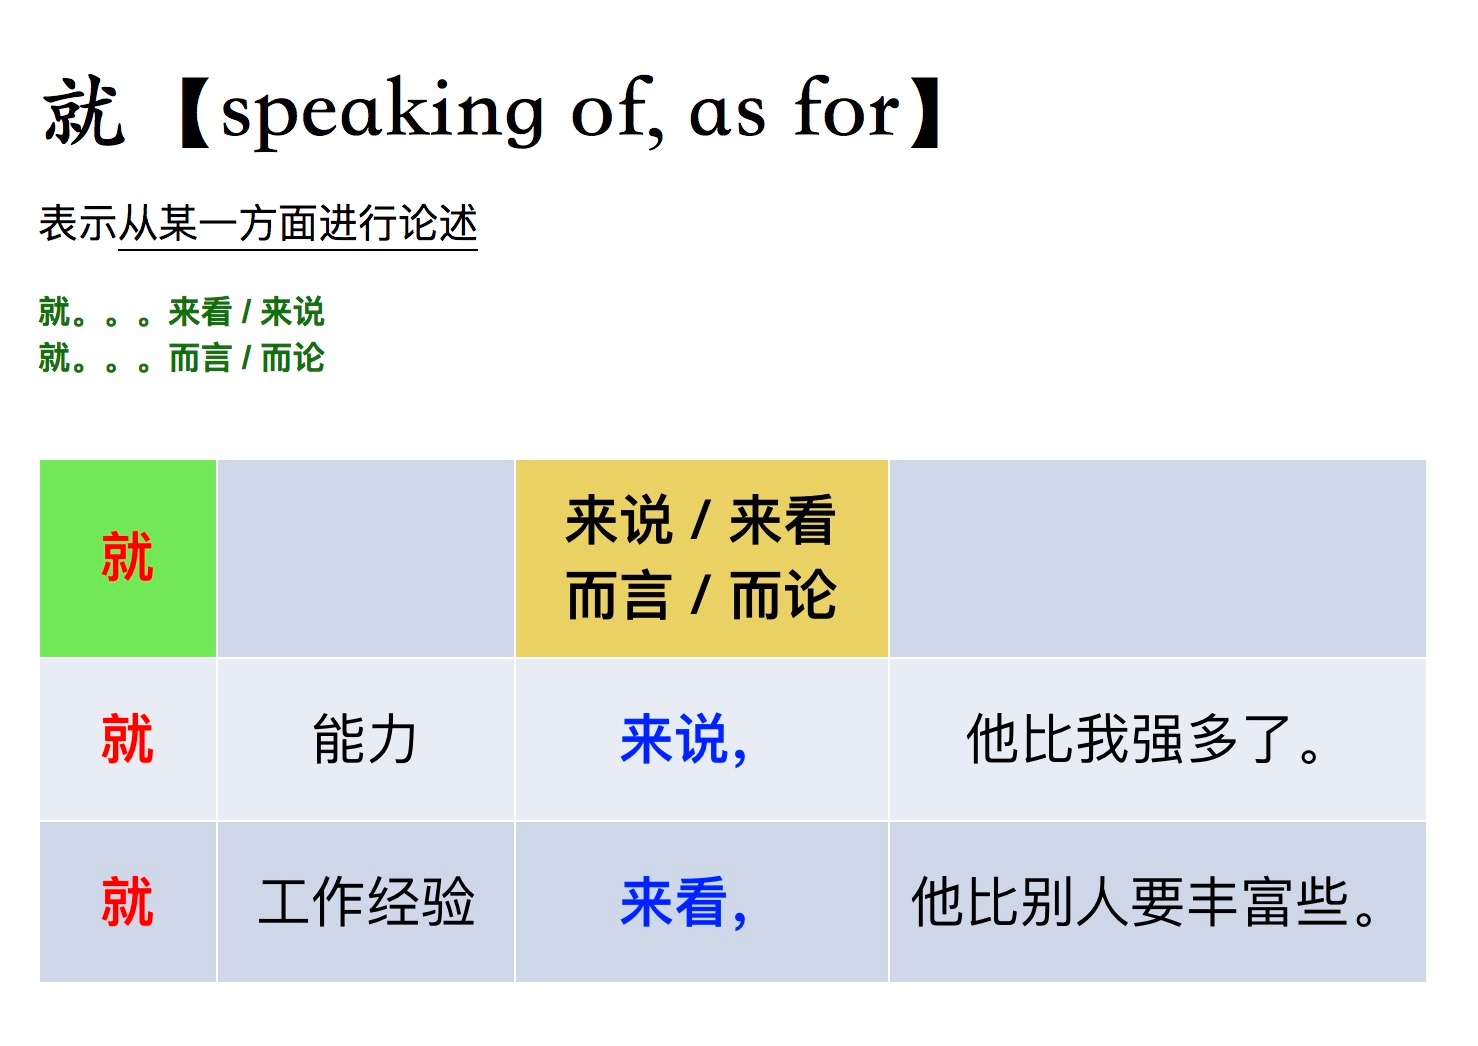 就【speaking of, as for】
表示从某一方面进行论述
就。。。来看 / 来说
就。。。而言 / 而论
就 来说 / 来看
而言 / 而论
就 能力 来说, 他比我强多了。
就 工作经验 来看, 他比别人要丰富些。